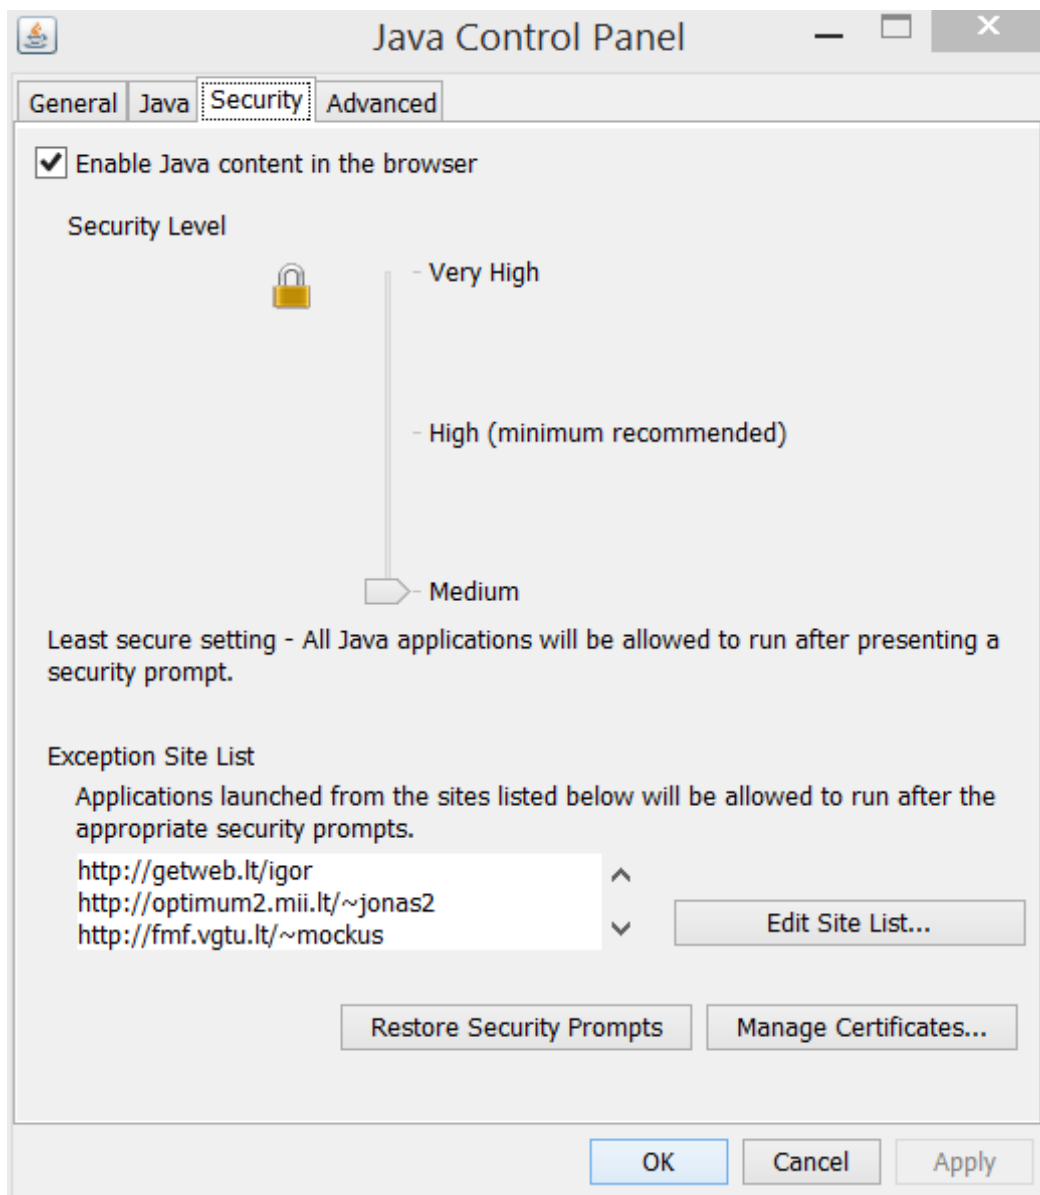 Java Control Panel
General Java Security Advanced
Enable Java content in the browser
Security Level
Very High
High (minimum recommended)
Medium
Least secure setting - All Java applications will be allowed to run after presenting a
security prompt.
Exception Site List
Applications launched from the sites listed below will be allowed to run after the
appropriate security prompts.
http://getweb.lt/igor
http://optimum2.mii.lt/~jonas2
http://fmf.vgtu.lt/~mockus
Edit Site List...
Restore Security Prompts Manage Certificates...
OK Cancel Apply